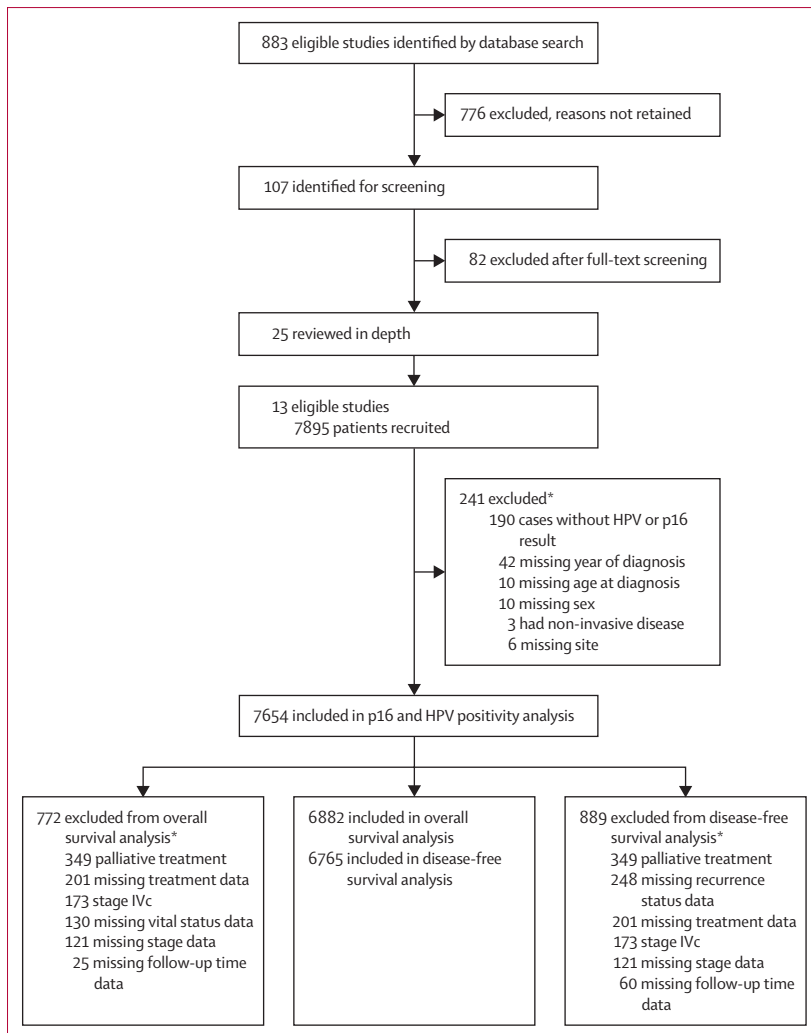 883 eligible studies identified by database search
776 excluded, reasons not retained
107 identified for screening
82 excluded after full-text screening
25 reviewed in depth
13 eligible studies
7895 patients recruited
241 excluded*
190 cases without HPV or p16
result
42 missing year of diagnosis
10 missing age at diagnosis
10 missing sex
3 had non-invasive disease
6 missing site
7654 included in p16 and HPV positivity analysis
772 excluded from overall
survival analysis*
349 palliative treatment
201 missing treatment data
173 stage IVc
130 missing vital status data
121 missing stage data
25 missing follow-up time
data
6882 included in overall
survival analysis
6765 included in disease-free
survival analysis
889 excluded from disease-free
survival analysis*
349 palliative treatment
248 missing recurrence
status data
201 missing treatment data
173 stage IVc
121 missing stage data
60 missing follow-up time
data